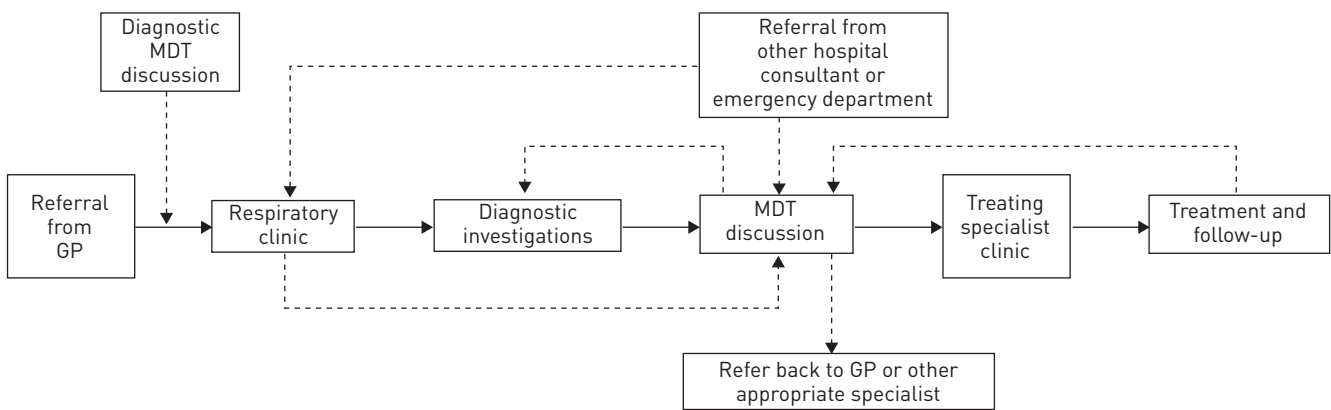 Diagnostic
MDT
discussion
Referral from
other hospital
consultant or
emergency department
Referral
from
GP
Respiratory
clinic
Diagnostic
investigations
MDT
discussion
Treating
specialist
clinic
Treatment and
follow-up
Refer back to GP or other
appropriate specialist